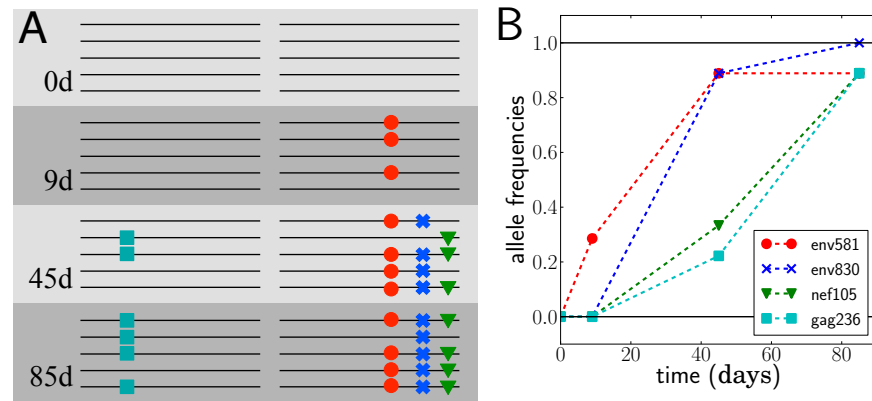 A
0d
9d
45d
85d
B
allele frequencies
1.0
0.8
0.6
0.4
0.2
0.0
env581
env830
nef105
gag236
0
20
40
60
80
time (days)